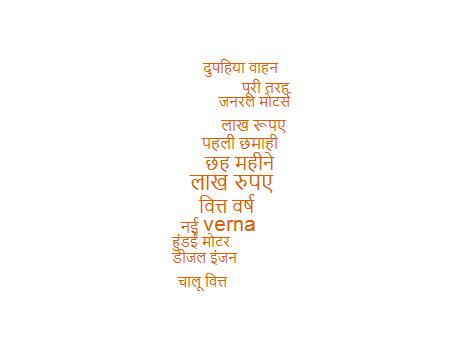 दुपहिया वाहन
पूरी तरह
जनरल मोटर्स
लाख रूपए
पहली छमाही
छह महीने
लाख रुपए
वित्त वर्ष
नई verna
हुंडई मोटर
डीजल इंजन
चालू वित्त